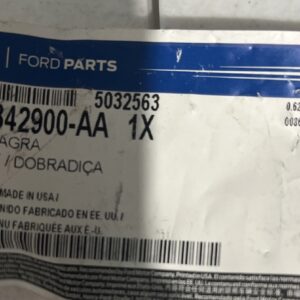 FORD PARTS
5032563
342900-AA 1X
AGRA
/ DOBRADIÇA
MADE IN USA /
NIDO FABRICADO EN EE. UU. /
NU FABRIQUÉE AUX É.-U.